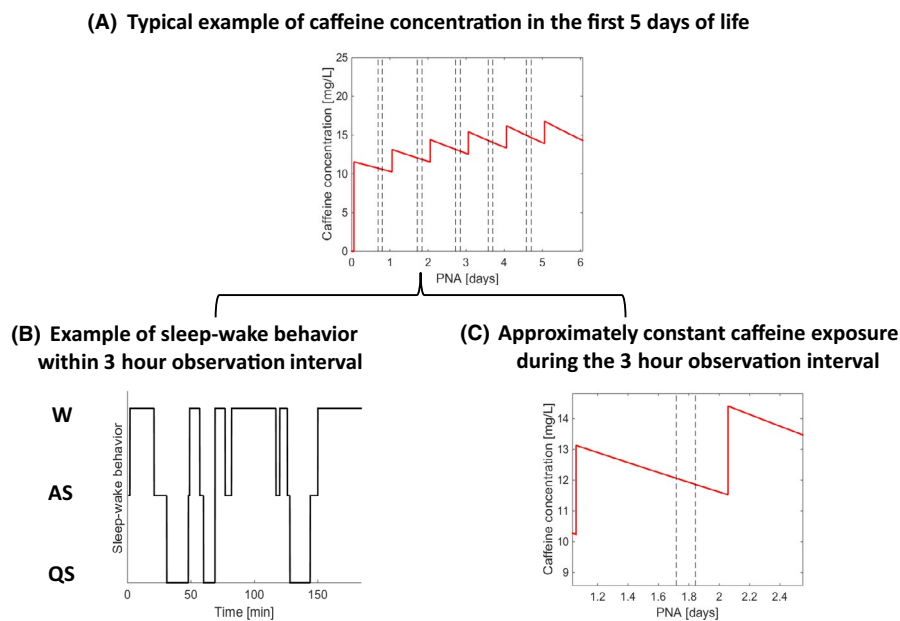 (A) Typical example of caffeine concentration in the first 5 days of life
Caffeine concentration [mg/L]
25
20
15
10
5
0
0 1 2 3 4 5 6
PNA [days]
(B) Example of sleep-wake behavior
within 3 hour observation interval
W
AS
QS
Sleep-wake behavior
0 50 100 150
Time [min]
(C) Approximately constant caffeine exposure
during the 3 hour observation interval
Caffeine concentration [mg/L]
14
13
12
11
10
9
1.2 1.4 1.6 1.8 2 2.2 2.4
PNA [days]